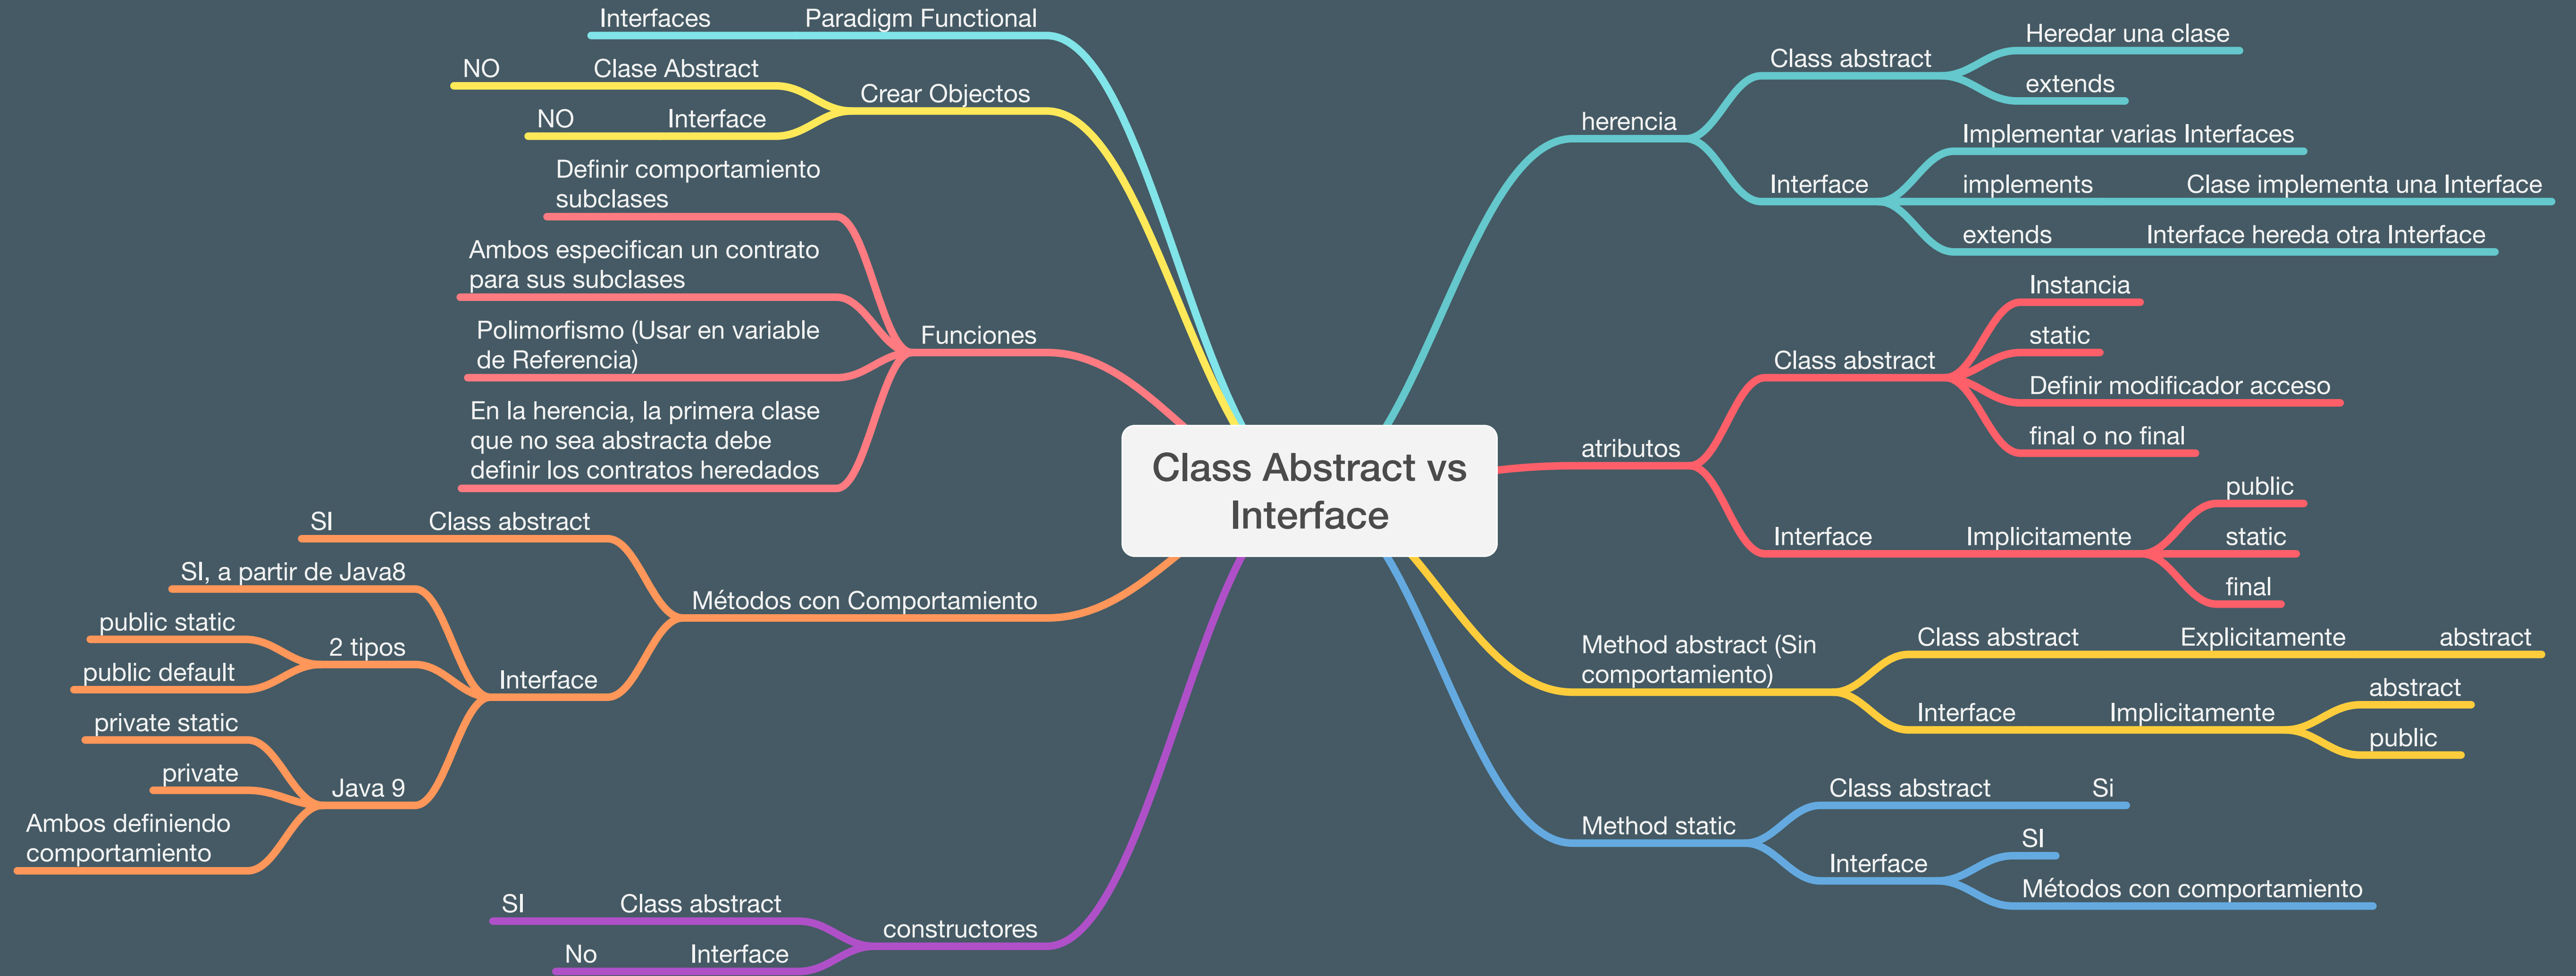 Class Abstract vs
Interface
herencia
Class abstract
Heredar una clase
extends
Interface
Implementar varias Interfaces
implements
Clase implementa una Interface
extends
Interface hereda otra Interface
atributos
Class abstract
Instancia
static
Definir modificador acceso
final o no final
Interface
Implicitamente
public
static
final
Method abstract (Sin
comportamiento)
Class abstract
Explicitamente
abstract
Interface
Implicitamente
abstract
public
Method static
Class abstract
Si
Interface
SI
Métodos con comportamiento
Paradigm Functional
Interfaces
Crear Objectos
Clase Abstract
NO
Interface
NO
Funciones
Definir comportamiento
subclases
Ambos especifican un contrato
para sus subclases
Polimorfismo (Usar en variable
de Referencia)
En la herencia, la primera clase
que no sea abstracta debe
definir los contratos heredados
Métodos con Comportamiento
Class abstract
SI
Interface
SI, a partir de Java8
2 tipos
public static
public default
Java 9
private static
private
Ambos definiendo
comportamiento
constructores
Class abstract
SI
Interface
No